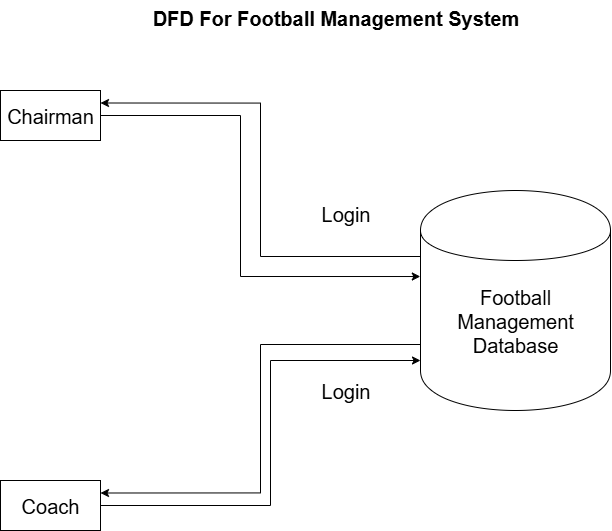 DFD For Football Management System
Chairman
Login
Football
Management
Database
Login
Coach